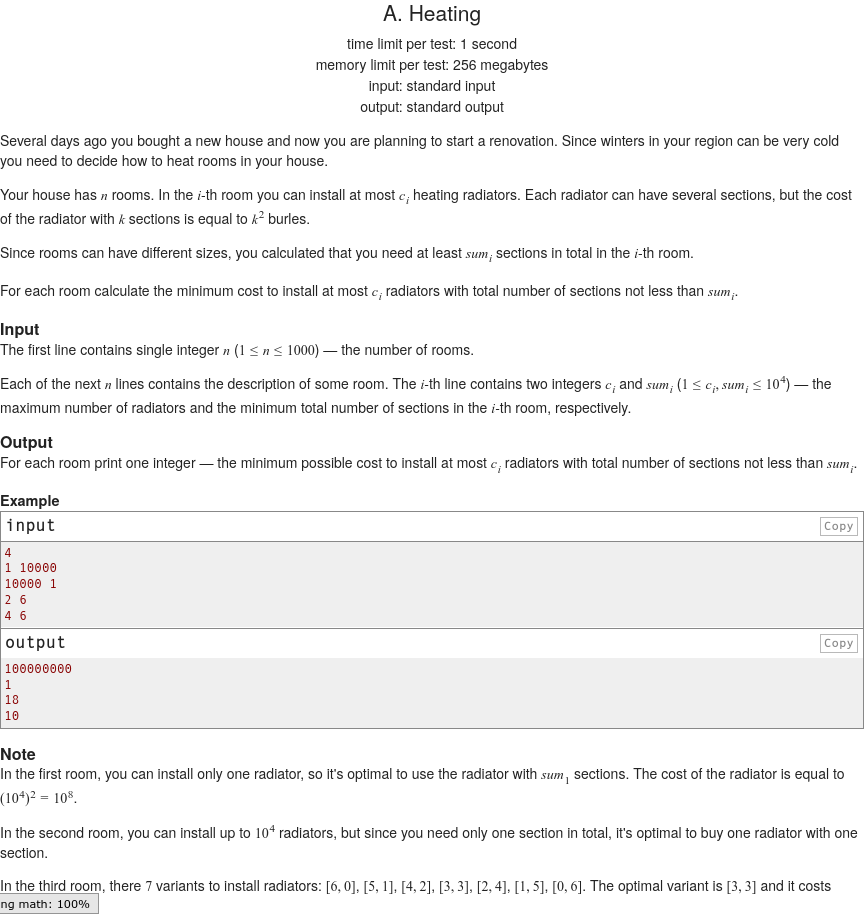 A. Heating
time limit per test: 1 second
memory limit per test: 256 megabytes
input: standard input
output: standard output
Several days ago you bought a new house and now you are planning to start a renovation. Since winters in your region can be very cold
you need to decide how to heat rooms in your house.
Your house has n rooms. In the i-th room you can install at most c_i heating radiators. Each radiator can have several sections, but the cost
of the radiator with k sections is equal to k² burles.
Since rooms can have different sizes, you calculated that you need at least sum_i sections in total in the i-th room.
For each room calculate the minimum cost to install at most c_i radiators with total number of sections not less than sum_i.
Input
The first line contains single integer n (1 ≤ n ≤ 1000) — the number of rooms.
Each of the next n lines contains the description of some room. The i-th line contains two integers c_i and sum_i (1 ≤ c_i, sum_i ≤ 10⁴) — the
maximum number of radiators and the minimum total number of sections in the i-th room, respectively.
Output
For each room print one integer — the minimum possible cost to install at most c_i radiators with total number of sections not less than sum_i.
Example
input
Copy
4
1 10000
10000 1
2 6
4 6
output
Copy
100000000
1
18
10
Note
In the first room, you can install only one radiator, so it's optimal to use the radiator with sum_1 sections. The cost of the radiator is equal to
(10⁴)² = 10⁸.
In the second room, you can install up to 10⁴ radiators, but since you need only one section in total, it's optimal to buy one radiator with one
section.
In the third room, there 7 variants to install radiators: [6, 0], [5, 1], [4, 2], [3, 3], [2, 4], [1, 5], [0, 6]. The optimal variant is [3, 3] and it costs
ng math: 100%